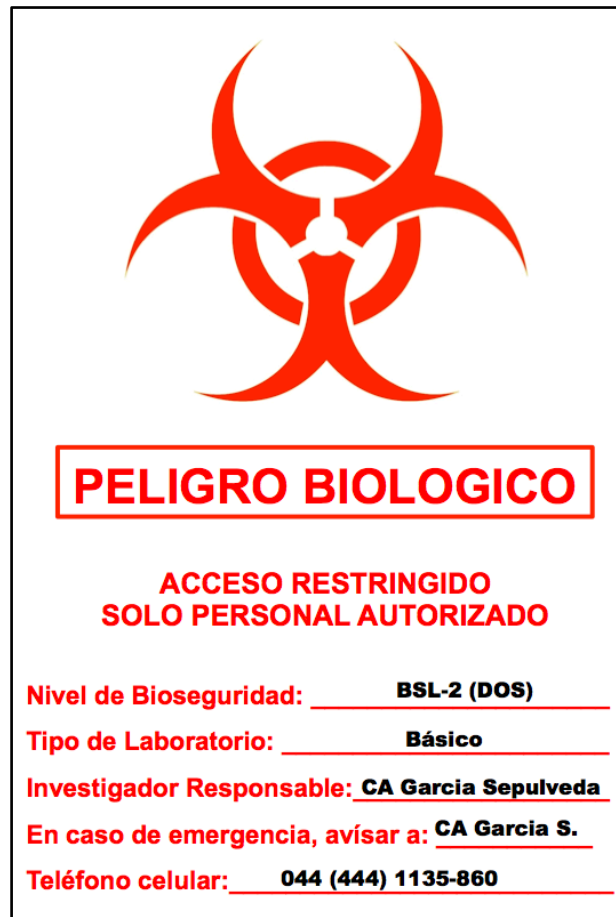 PELIGRO BIOLOGICO
ACCESO RESTRINGIDO
SOLO PERSONAL AUTORIZADO
Nivel de Bioseguridad: BSL-2 (DOS)
Tipo de Laboratorio: Básico
Investigador Responsable: CA Garcia Sepulveda
En caso de emergencia, avísar a: CA Garcia S.
Teléfono celular: 044 (444) 1135-860